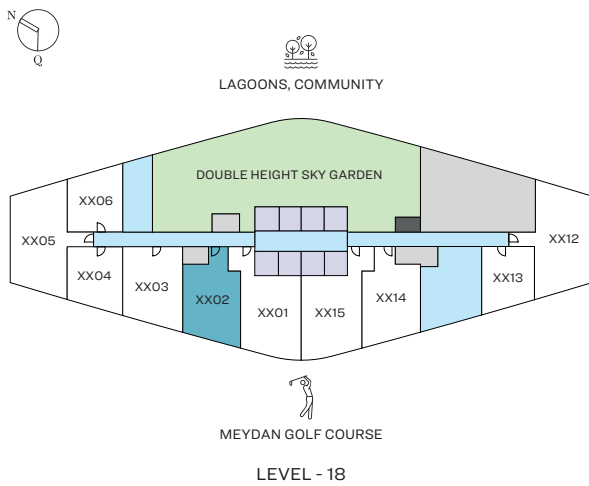 N
Q
LAGOONS, COMMUNITY
DOUBLE HEIGHT SKY GARDEN
XX06
XX05
XX12
XX04
XX03
XX02
XX01
XX15
XX14
XX13
MEYDAN GOLF COURSE
LEVEL - 18